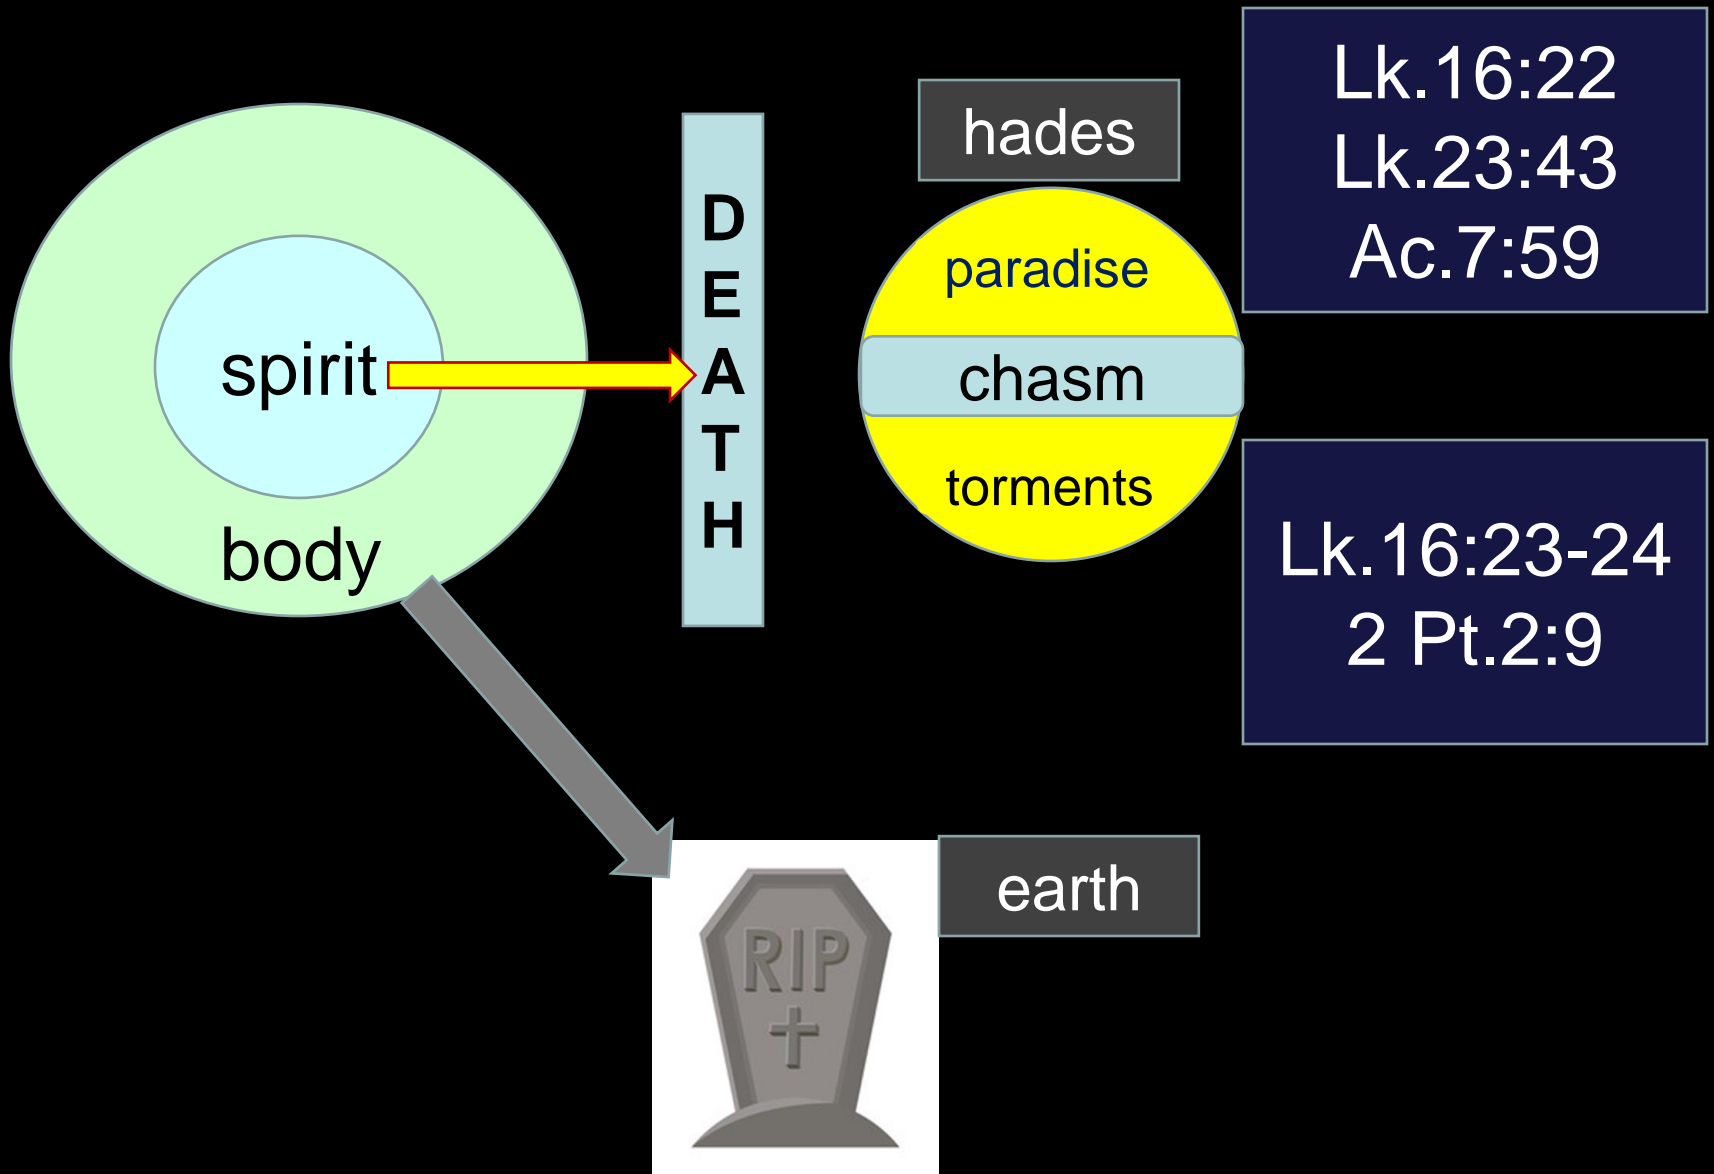 spirit
body
DEATH
hades
paradise
chasm
torments
Lk.16:22
Lk.23:43
Ac.7:59
Lk.16:23-24
2 Pt.2:9
earth
RIP